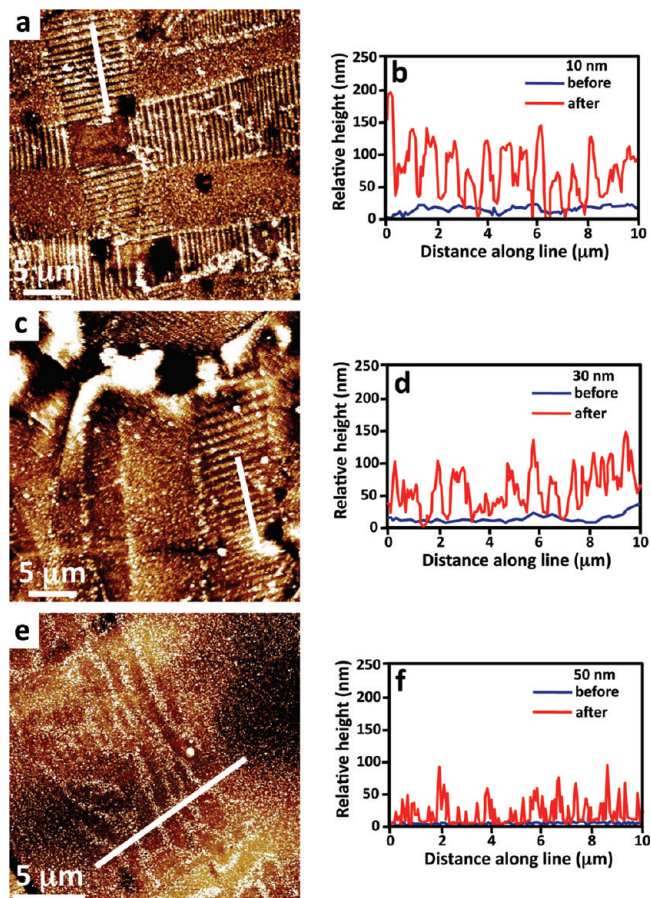 a
5 μm
b
10 nm
before
after
Relative height (nm)
250
200
150
100
50
0
0 2 4 6 8 10
Distance along line (μm)
c
5 μm
d
30 nm
before
after
Relative height (nm)
250
200
150
100
50
0
0 2 4 6 8 10
Distance along line (μm)
e
5 μm
f
50 nm
before
after
Relative height (nm)
250
200
150
100
50
0
0 2 4 6 8 10
Distance along line (μm)